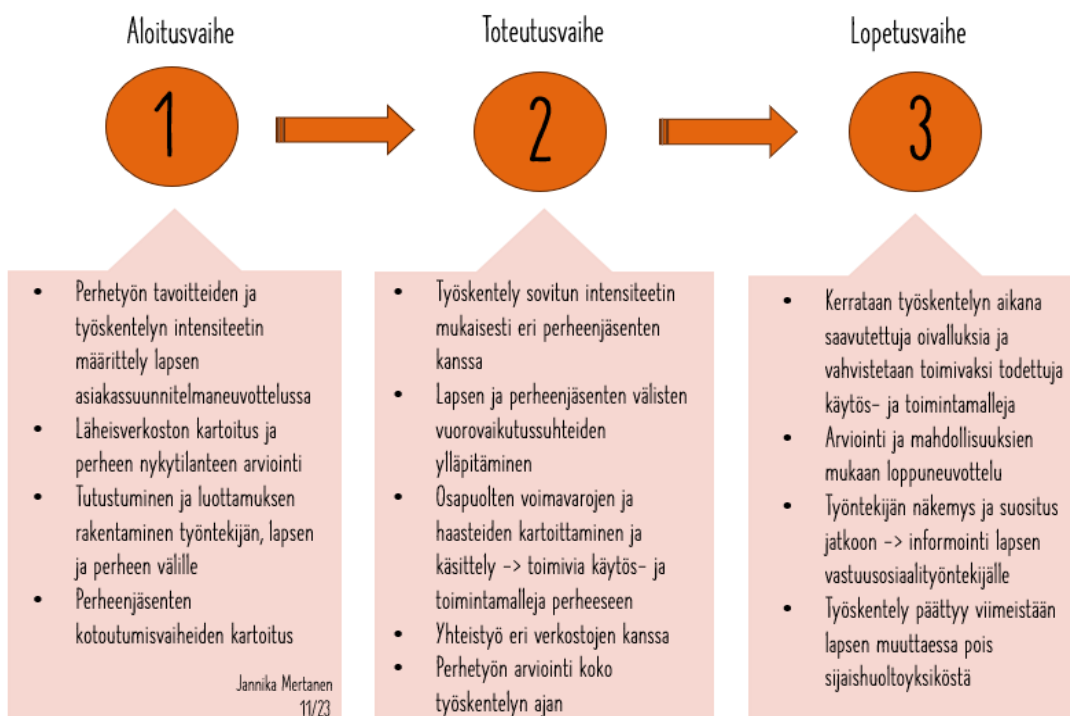 Aloitusvaihe
1
• Perhetyön tavoitteiden ja
työskentelyn intensiteetin
määrittely lapsen
asiakassuunnitelmaneuvottelussa
• Läheisverkoston kartoitus ja
perheen nykytilanteen arviointi
• Tutustuminen ja luottamuksen
rakentaminen työntekijän, lapsen
ja perheen välille
• Perheenjäsenten
kotoutumisvaiheiden kartoitus
Jannika Mertanen
11/23
Toteutusvaihe
2
• Työskentely sovitun intensiteetin
mukaisesti eri perheenjäsenten
kanssa
• Lapsen ja perheenjäsenten välisten
vuorovaikutussuhteiden
ylläpitäminen
• Osapuolten voimavarojen ja
haasteiden kartoittaminen ja
käsittely -> toimivia käytös- ja
toimintamalleja perheeseen
• Yhteistyö eri verkostojen kanssa
• Perhetyön arviointi koko
työskentelyn ajan
Lopetusvaihe
3
• Kerrataan työskentelyn aikana
saavutettuja oivalluksia ja
vahvistetaan toimivaksi todettuja
käytös- ja toimintamalleja
• Arviointi ja mahdollisuuksien
mukaan loppuneuvottelu
• Työntekijän näkemys ja suositus
jatkoon -> informointi lapsen
vastuusosiaalityöntekijälle
• Työskentely päättyy viimeistään
lapsen muuttaessa pois
sijaishuoltoyksiköstä